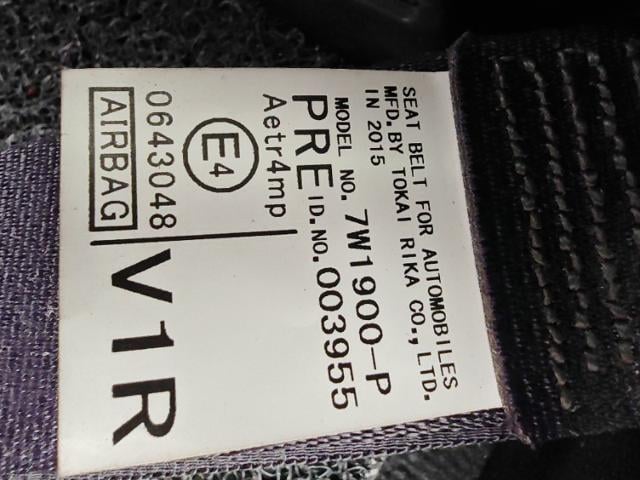 SEAT BELT FOR AUTOMOBILES
MFD. BY TOKAI RIKA CO., LTD.
IN 2015
MODEL NO. 7W1900-P
PRE ID.NO. 003955
Aetr4mp
E4
0643048
AIRBAG
V1R